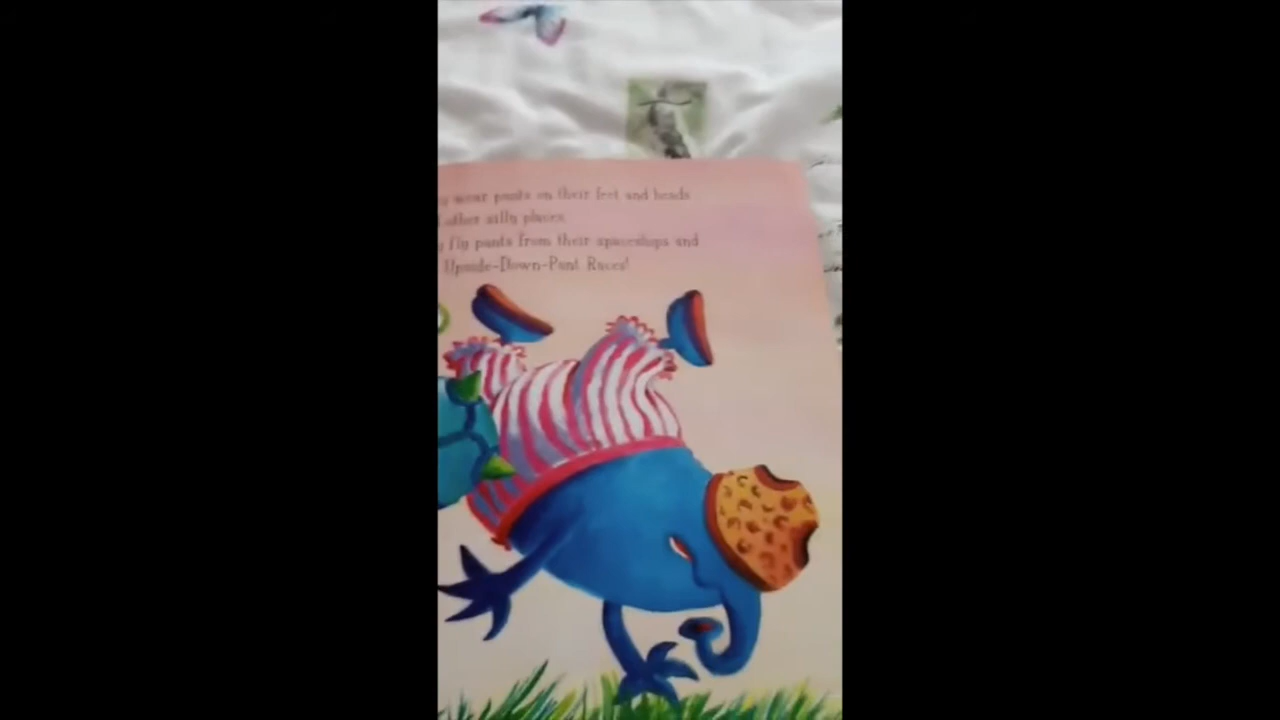 wear pants on their feet and heads
other silly places.
fly pants from their spaceships and
Upside-Down-Pant Races!